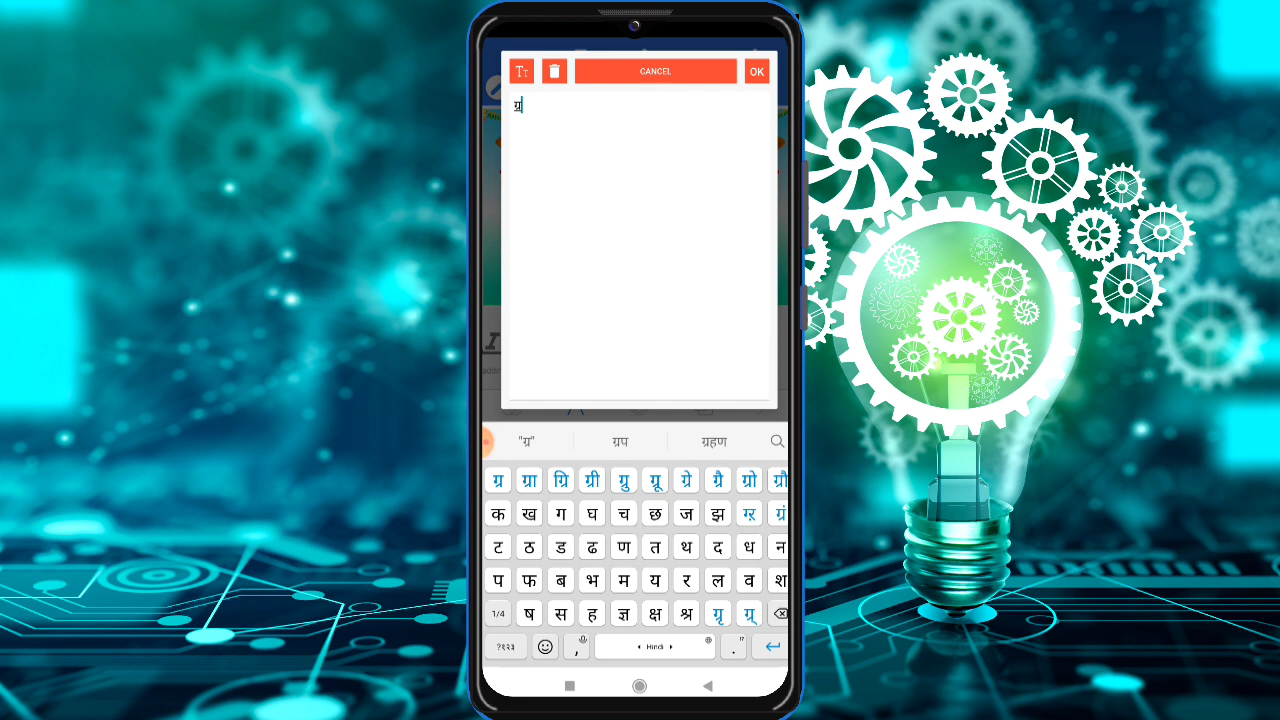 Tт CANCEL OK
ग्र
"ग्र" ग्रप ग्रहण
ग्र ग्रा ग्रि ग्री ग्रु ग्रू ग्रे ग्रै ग्रो ग्रौ
क ख ग घ च छ ज झ ग्ऱ ग्रं
ट ठ ड ढ ण त थ द ध न
प फ ब भ म य र ल व श
1/4 ष स ह ज्ञ क्ष श्र ग्रृ ग्र्
?१२३ , Hindi . "